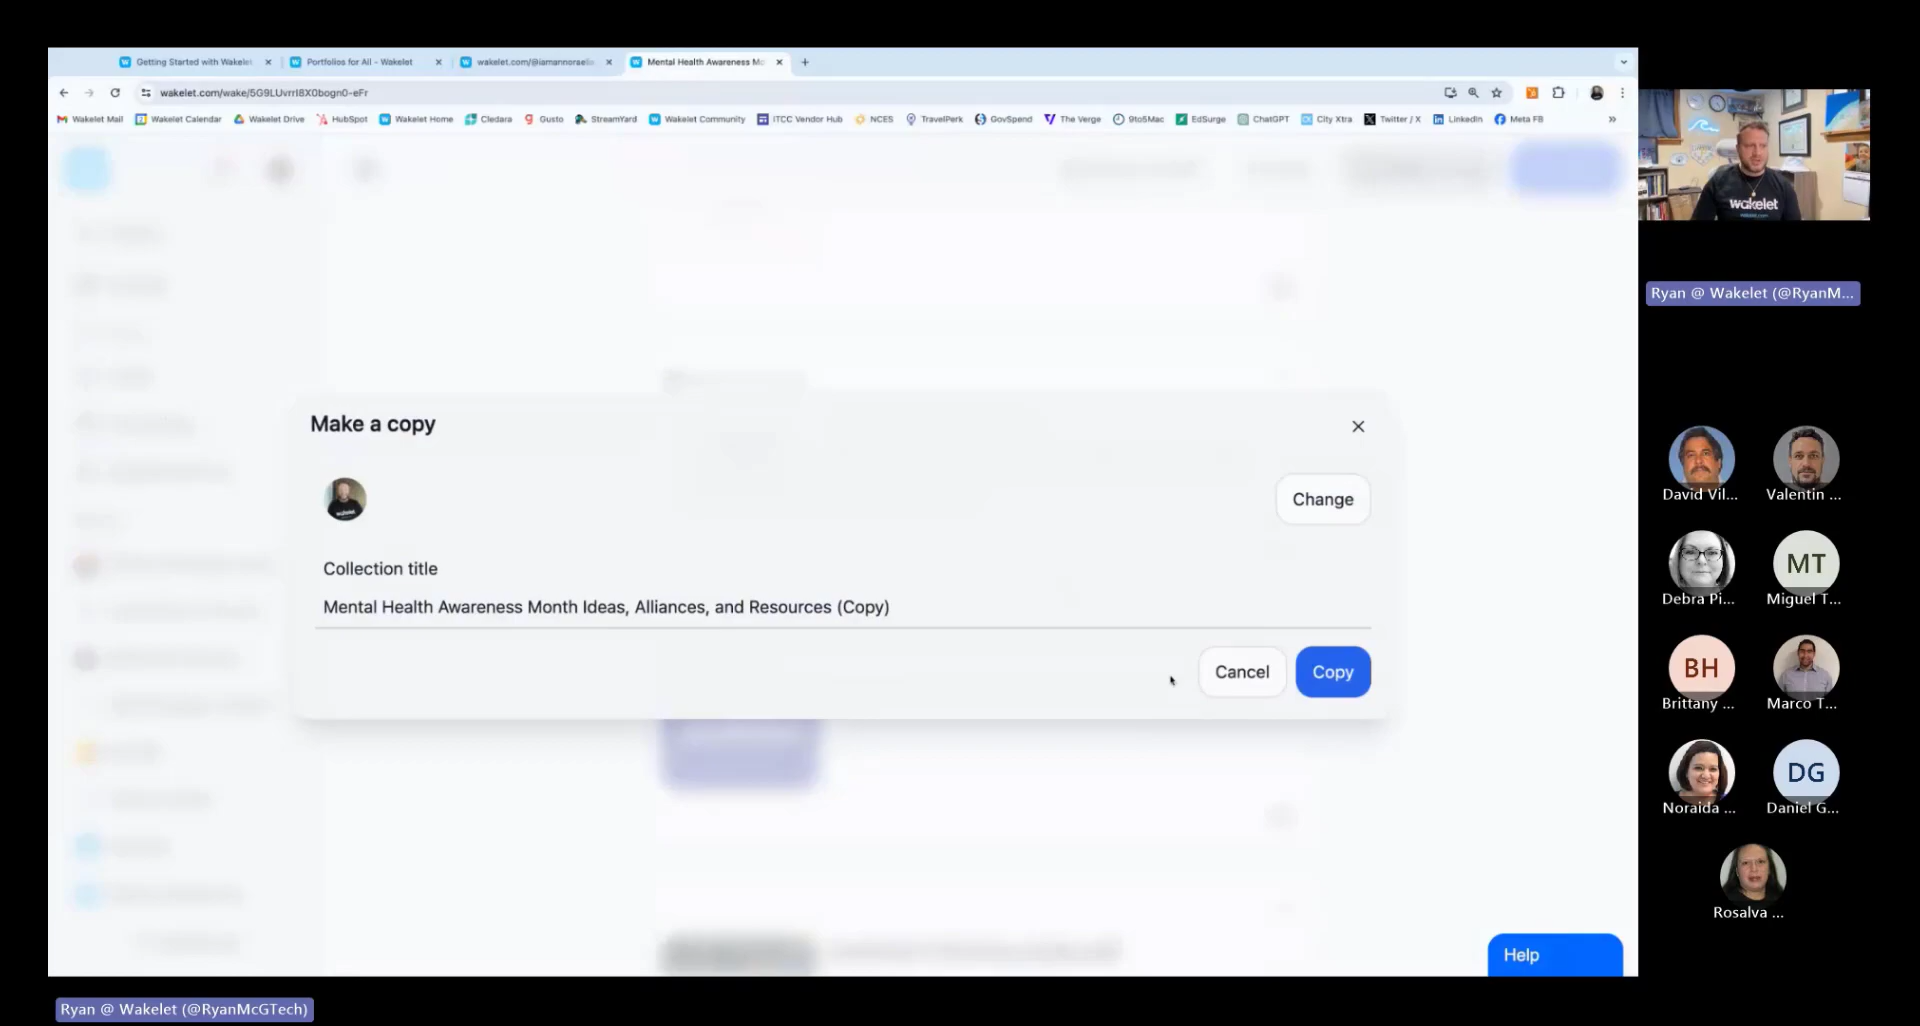 Getting Started with Wakelet
Portfolios for All - Wakelet
wakelet.com/@iamannorselia
Mental Health Awareness Mo
wakelet.com/wake/5G9LUvrrI8X0bogn0-eFr
Wakelet Mail
Wakelet Calendar
Wakelet Drive
HubSpot
Wakelet Home
Cledara
Gusto
StreamYard
Wakelet Community
ITCC Vendor Hub
NCES
TravelPerk
GovSpend
The Verge
9to5Mac
EdSurge
ChatGPT
City Xtra
Twitter / X
LinkedIn
Meta FB
wakelet
Ryan @ Wakelet (@RyanM...
Make a copy
Change
Collection title
Mental Health Awareness Month Ideas, Alliances, and Resources (Copy)
Cancel
Copy
David Vil...
Valentin ...
MT
Debra Pi...
Miguel T...
BH
Brittany ...
Marco T...
DG
Noraida ...
Daniel G...
Rosalva ...
Help
Ryan @ Wakelet (@RyanMcGTech)